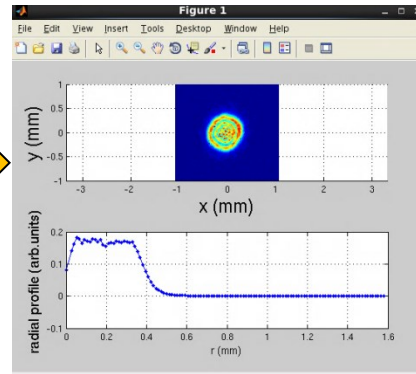 Figure 1
File Edit View Insert Tools Desktop Window Help
1
0.5
0
-0.5
-1
y (mm)
-3 -2 -1 0 1 2 3
x (mm)
0.2
0.1
0
-0.1
radial profile (arb.units)
0 0.2 0.4 0.6 0.8 1 1.2 1.4 1.6
r (mm)